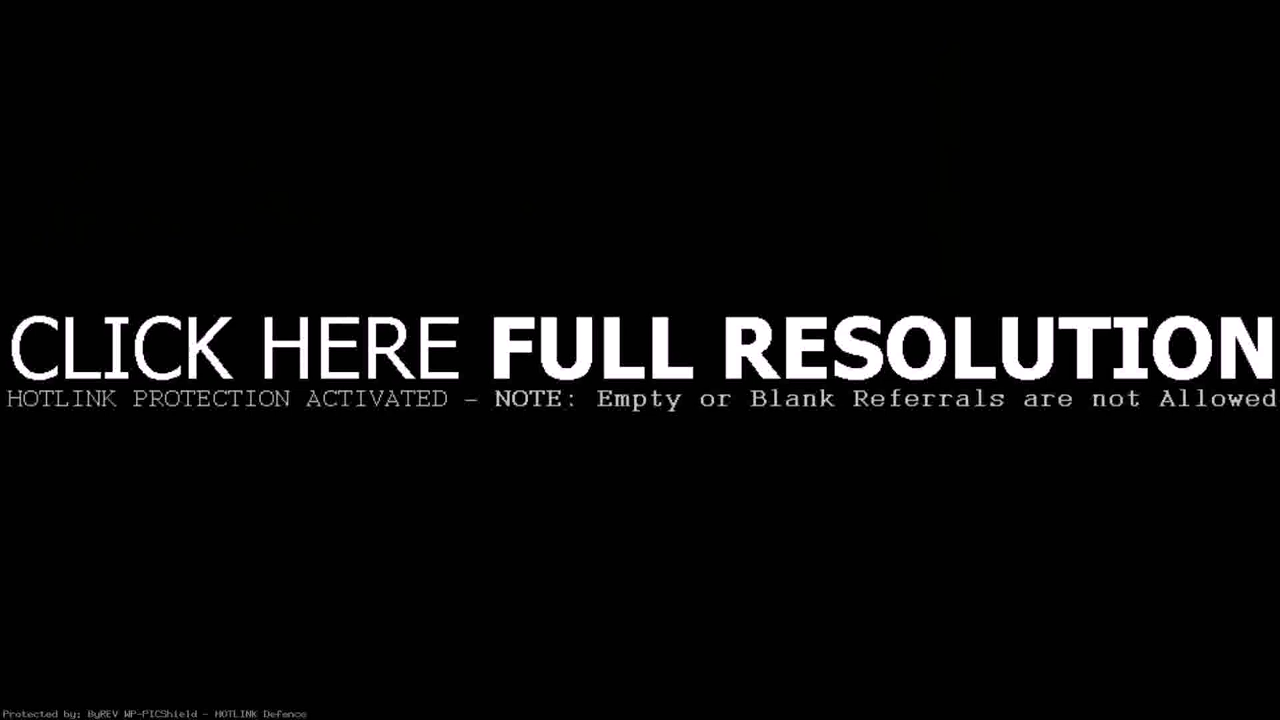 CLICK HERE FULL RESOLUTION
HOTLINK PROTECTION ACTIVATED - NOTE: Empty or Blank Referrals are not Allowed
Protected by: ByREV WP-PICShield - HOTLINK Defence